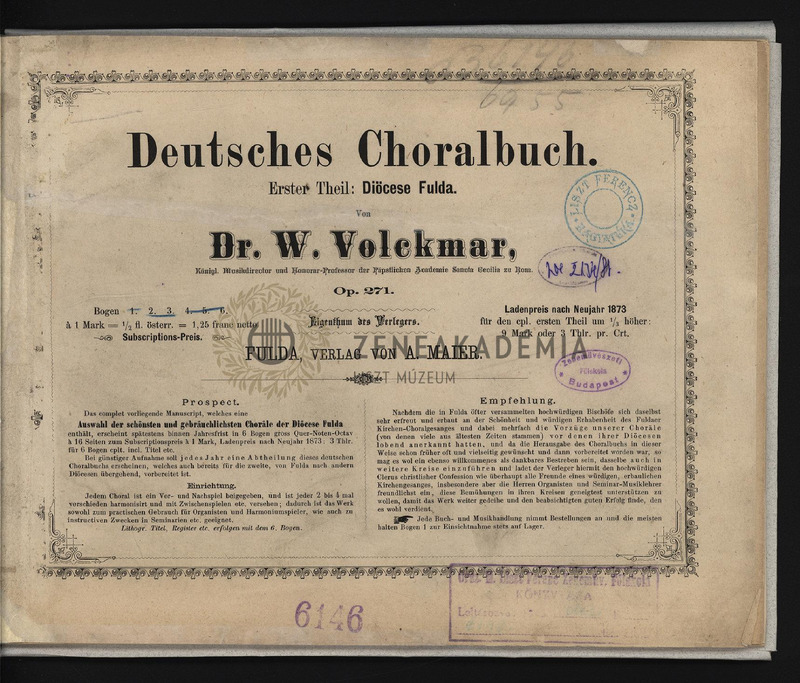 6955
Deutsches Choralbuch.
Erster Theil: Diöcese Fulda.
Von
Dr. W. Volckmar,
Königl. Musikdirector und Honorar-Professor der Päpstlichen Academie Sancta Cecilia zu Rom.
Op. 271.
LISZT FERENC HAGYATÉKA
Bogen 1. 2. 3. 4. 5. 6.
à 1 Mark = 1/2 fl. österr. = 1,25 franc netto
Subscriptions-Preis.
Eigenthum des Verlegers.
Ladenpreis nach Neujahr 1873
für den cpl. ersten Theil um 1/3 höher:
9 Mark oder 3 Thlr. pr. Crt.
FULDA, VERLAG VON A. MAIER.
ZENEAKADÉMIA
LISZT MÚZEUM
Zeneművészeti
Főiskola
Budapest
Prospect.
Das complet vorliegende Manuscript, welches eine
Auswahl der schönsten und gebräuchlichsten Choräle der Diöcese Fulda
enthält, erscheint spätestens binnen Jahresfrist in 6 Bogen gross Quer-Noten-Octav
à 16 Seiten zum Subscriptionspreis à 1 Mark, Ladenpreis nach Neujahr 1873: 3 Thlr.
für 6 Bogen cplt. incl. Titel etc.
Bei günstiger Aufnahme soll jedes Jahr eine Abtheilung dieses deutschen
Choralbuchs erscheinen, welches auch bereits für die zweite, von Fulda nach andern
Diöcesen übergehend, vorbereitet ist.
Einrichtung.
Jedem Choral ist ein Vor- und Nachspiel beigegeben, und ist jeder 2 bis 4 mal
verschieden harmonisirt und mit Zwischenspielen etc. versehen; dadurch ist das Werk
sowohl zum practischen Gebrauch für Organisten und Harmoniumspieler, wie auch zu
instructiven Zwecken in Seminarien etc. geeignet.
Lithogr. Titel, Register etc. erfolgen mit dem 6. Bogen.
Empfehlung.
Nachdem die in Fulda öfter versammelten hochwürdigen Bischöfe sich daselbst
sehr erfreut und erbaut an der Schönheit und würdigen Erhabenheit des Fuldaer
Kirchen-Choralgesanges und dabei mehrfach die Vorzüge unserer Choräle
(von denen viele aus ältesten Zeiten stammen) vor denen ihrer Diöcesen
lobend anerkannt hatten, und da die Herausgabe des Choralbuchs in dieser
Weise schon früher oft und vielseitig gewünscht und dann vorbereitet worden war, so
mag es wohl ein ebenso willkommenes als dankbares Bestreben sein, dasselbe auch in
weitere Kreise einzuführen und ladet der Verleger hiermit den hochwürdigen
Clerus christlicher Confession wie überhaupt alle Freunde eines würdigen, erbaulichen
Kirchengesanges, insbesondere aber die Herren Organisten und Seminar-Musiklehrer
freundlichst ein, diese Bemühungen in ihren Kreisen geneigtest unterstützen zu
wollen, damit das Werk weiter gedeihe und den beabsichtigten guten Erfolg finde, den
es wohl verdient.
Jede Buch- und Musikhandlung nimmt Bestellungen an und die meisten
halten Bogen 1 zur Einsichtnahme stets auf Lager.
6146
KÖNYVTÁRA